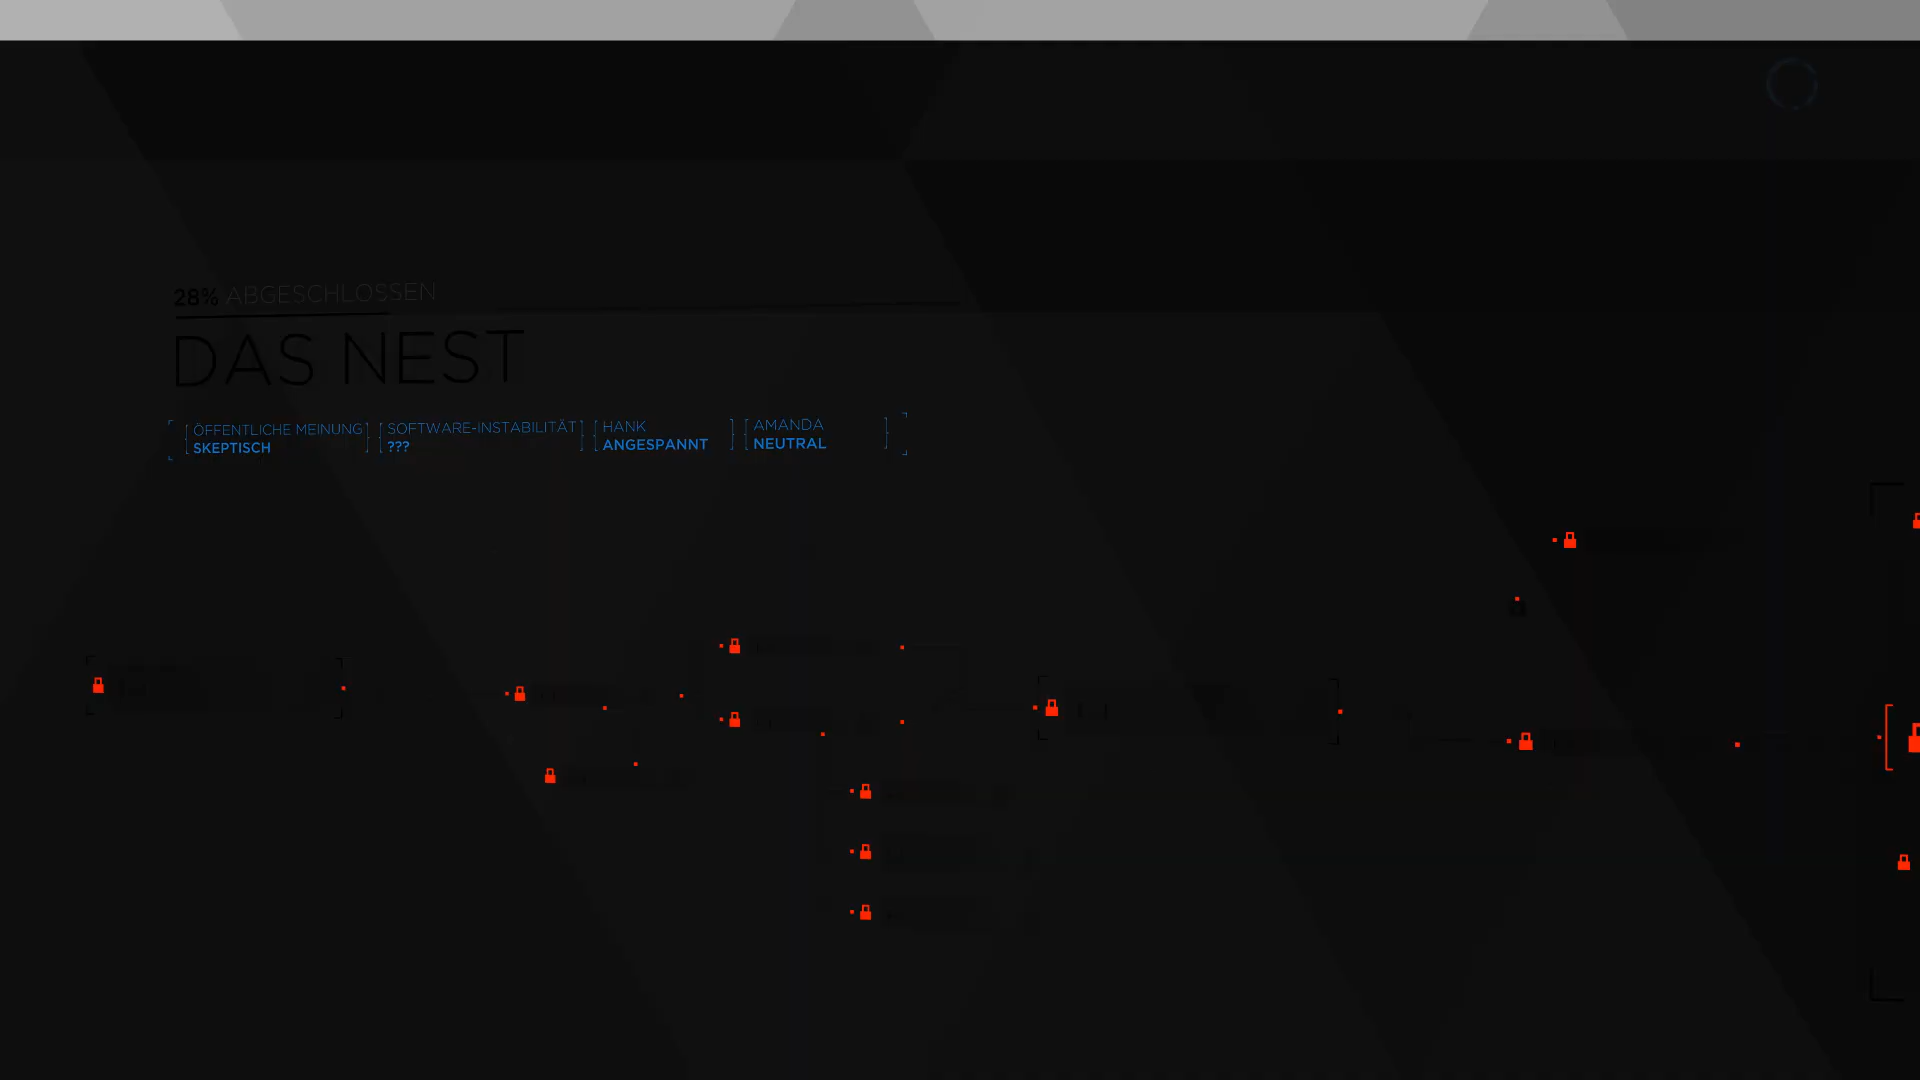 28% ABGESCHLOSSEN
DAS NEST
ÖFFENTLICHE MEINUNG SOFTWARE-INSTABILITÄT HANK AMANDA
SKEPTISCH ??? ANGESPANNT NEUTRAL